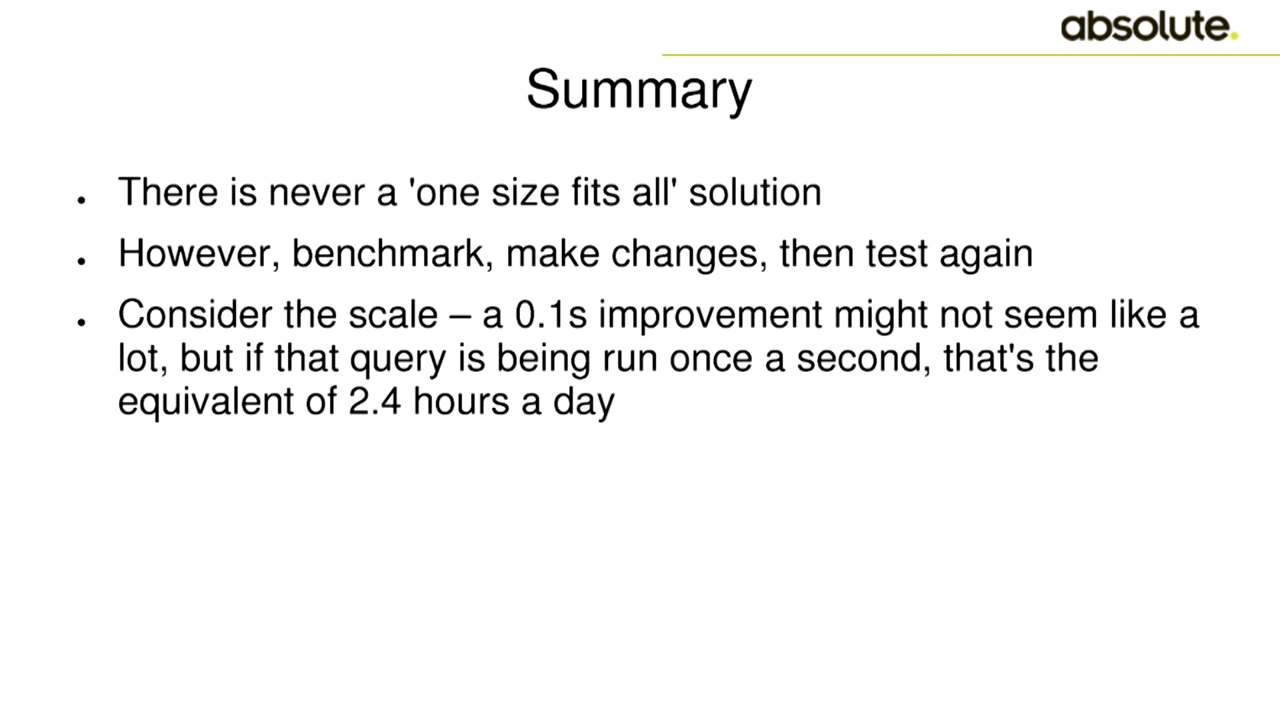 absolute.
Summary
• There is never a 'one size fits all' solution
• However, benchmark, make changes, then test again
• Consider the scale – a 0.1s improvement might not seem like a
lot, but if that query is being run once a second, that's the
equivalent of 2.4 hours a day